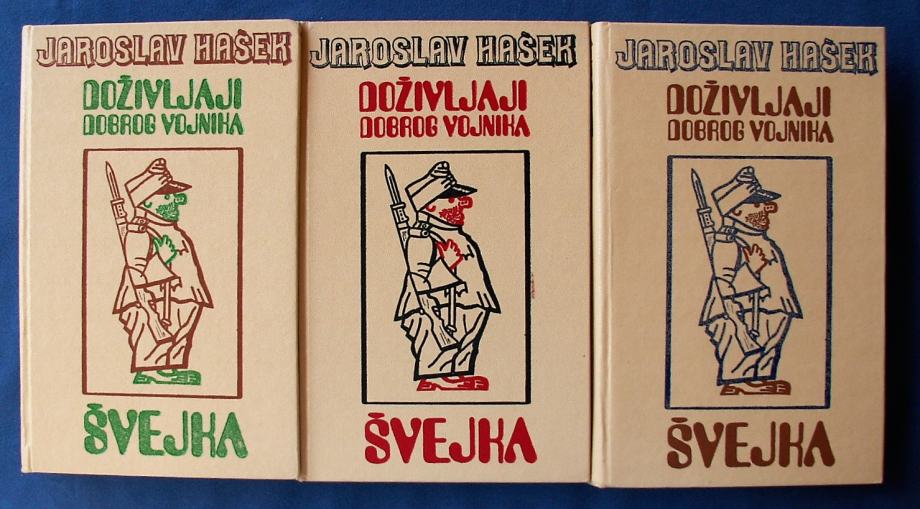 JAROSLAV HAŠEK
DOŽIVLJAJI
DOBROG VOJNIKA
ŠVEJKA
JAROSLAV HAŠEK
DOŽIVLJAJI
DOBROG VOJNIKA
ŠVEJKA
JAROSLAV HAŠEK
DOŽIVLJAJI
DOBROG VOJNIKA
ŠVEJKA